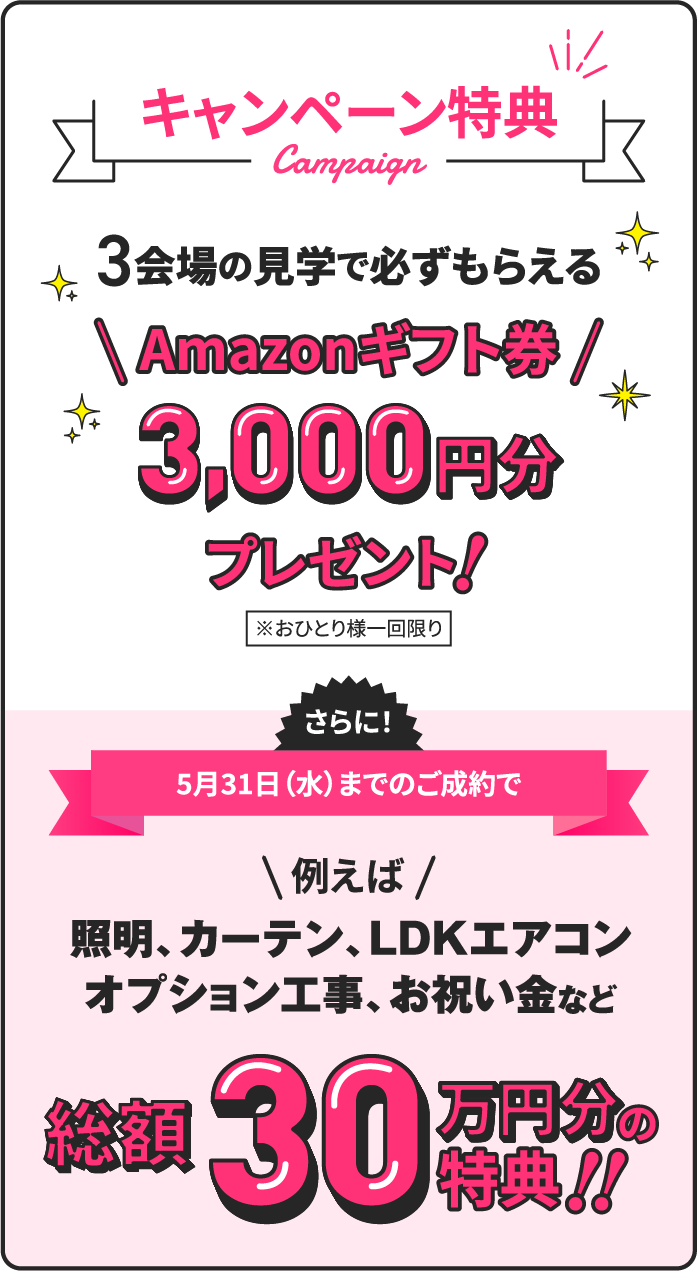 キャンペーン特典
Campaign
3会場の見学で必ずもらえる
Amazonギフト券
3,000円分
プレゼント!
※おひとり様一回限り
さらに!
5月31日(水)までのご成約で
例えば
照明、カーテン、LDKエアコン
オプション工事、お祝い金など
総額30万円分の
特典!!